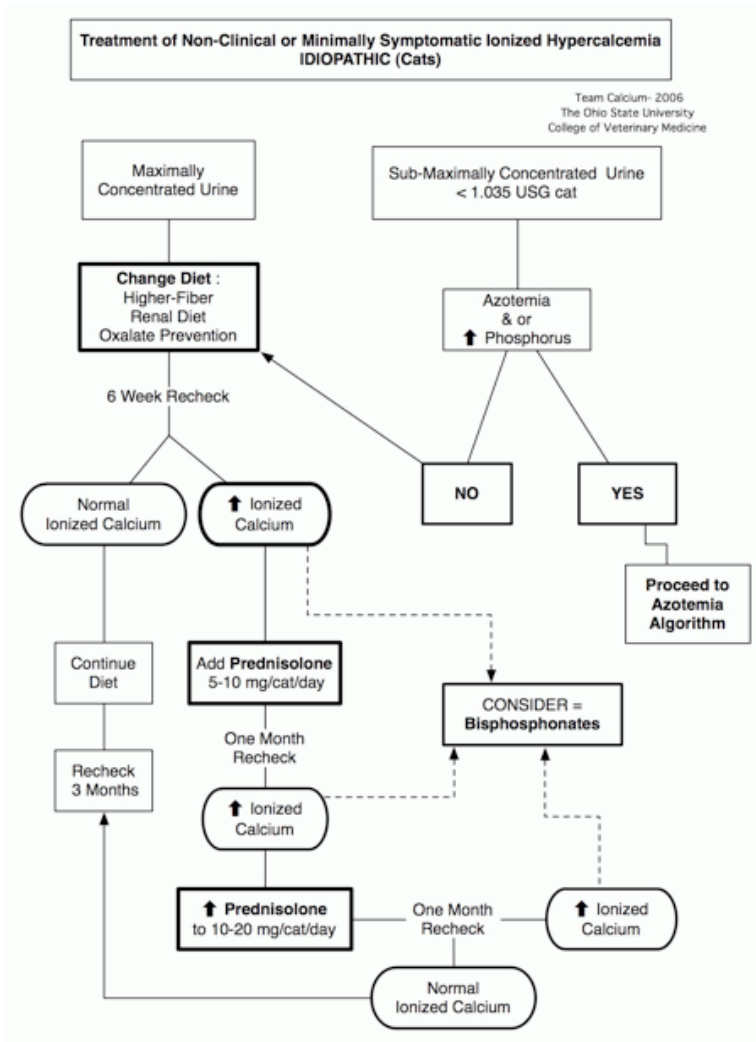 Treatment of Non-Clinical or Minimally Symptomatic Ionized Hypercalcemia
IDIOPATHIC (Cats)
Team Calcium- 2006
The Ohio State University
College of Veterinary Medicine
Maximally
Concentrated Urine
Sub-Maximally Concentrated Urine
< 1.035 USG cat
Change Diet :
Higher-Fiber
Renal Diet
Oxalate Prevention
Azotemia
& or
⬆ Phosphorus
6 Week Recheck
NO
YES
Normal
Ionized Calcium
⬆ Ionized
Calcium
Proceed to
Azotemia
Algorithm
Continue
Diet
Add Prednisolone
5-10 mg/cat/day
CONSIDER =
Bisphosphonates
One Month
Recheck
Recheck
3 Months
⬆ Ionized
Calcium
⬆ Prednisolone
to 10-20 mg/cat/day
One Month
Recheck
⬆ Ionized
Calcium
Normal
Ionized Calcium